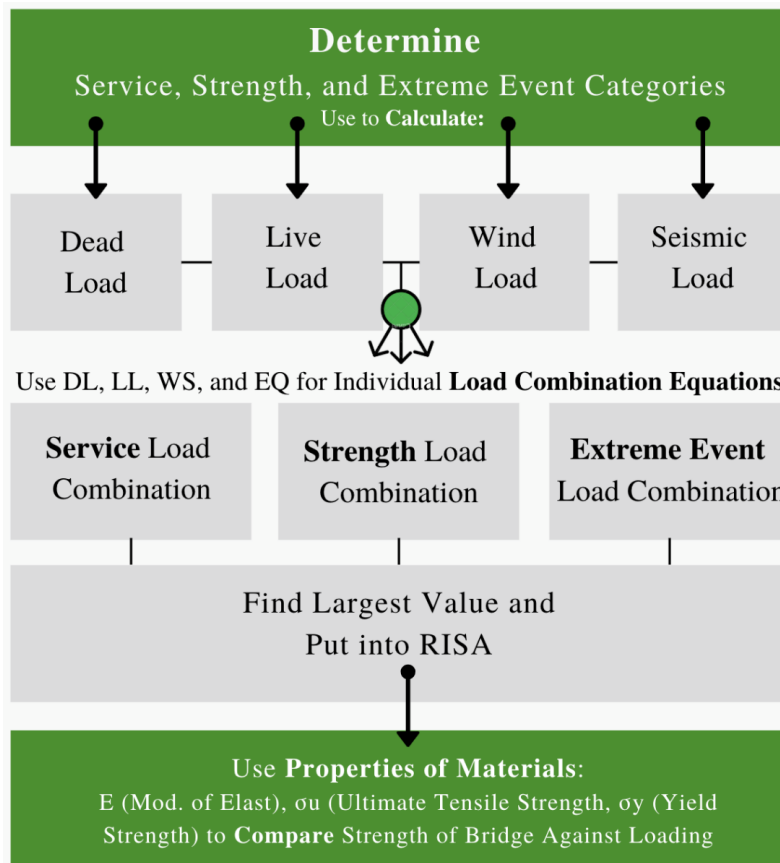 Determine
Service, Strength, and Extreme Event Categories
Use to Calculate:
Dead
Load
Live
Load
Wind
Load
Seismic
Load
Use DL, LL, WS, and EQ for Individual Load Combination Equations
Service Load
Combination
Strength Load
Combination
Extreme Event
Load Combination
Find Largest Value and
Put into RISA
Use Properties of Materials:
E (Mod. of Elast), σu (Ultimate Tensile Strength, σy (Yield
Strength) to Compare Strength of Bridge Against Loading